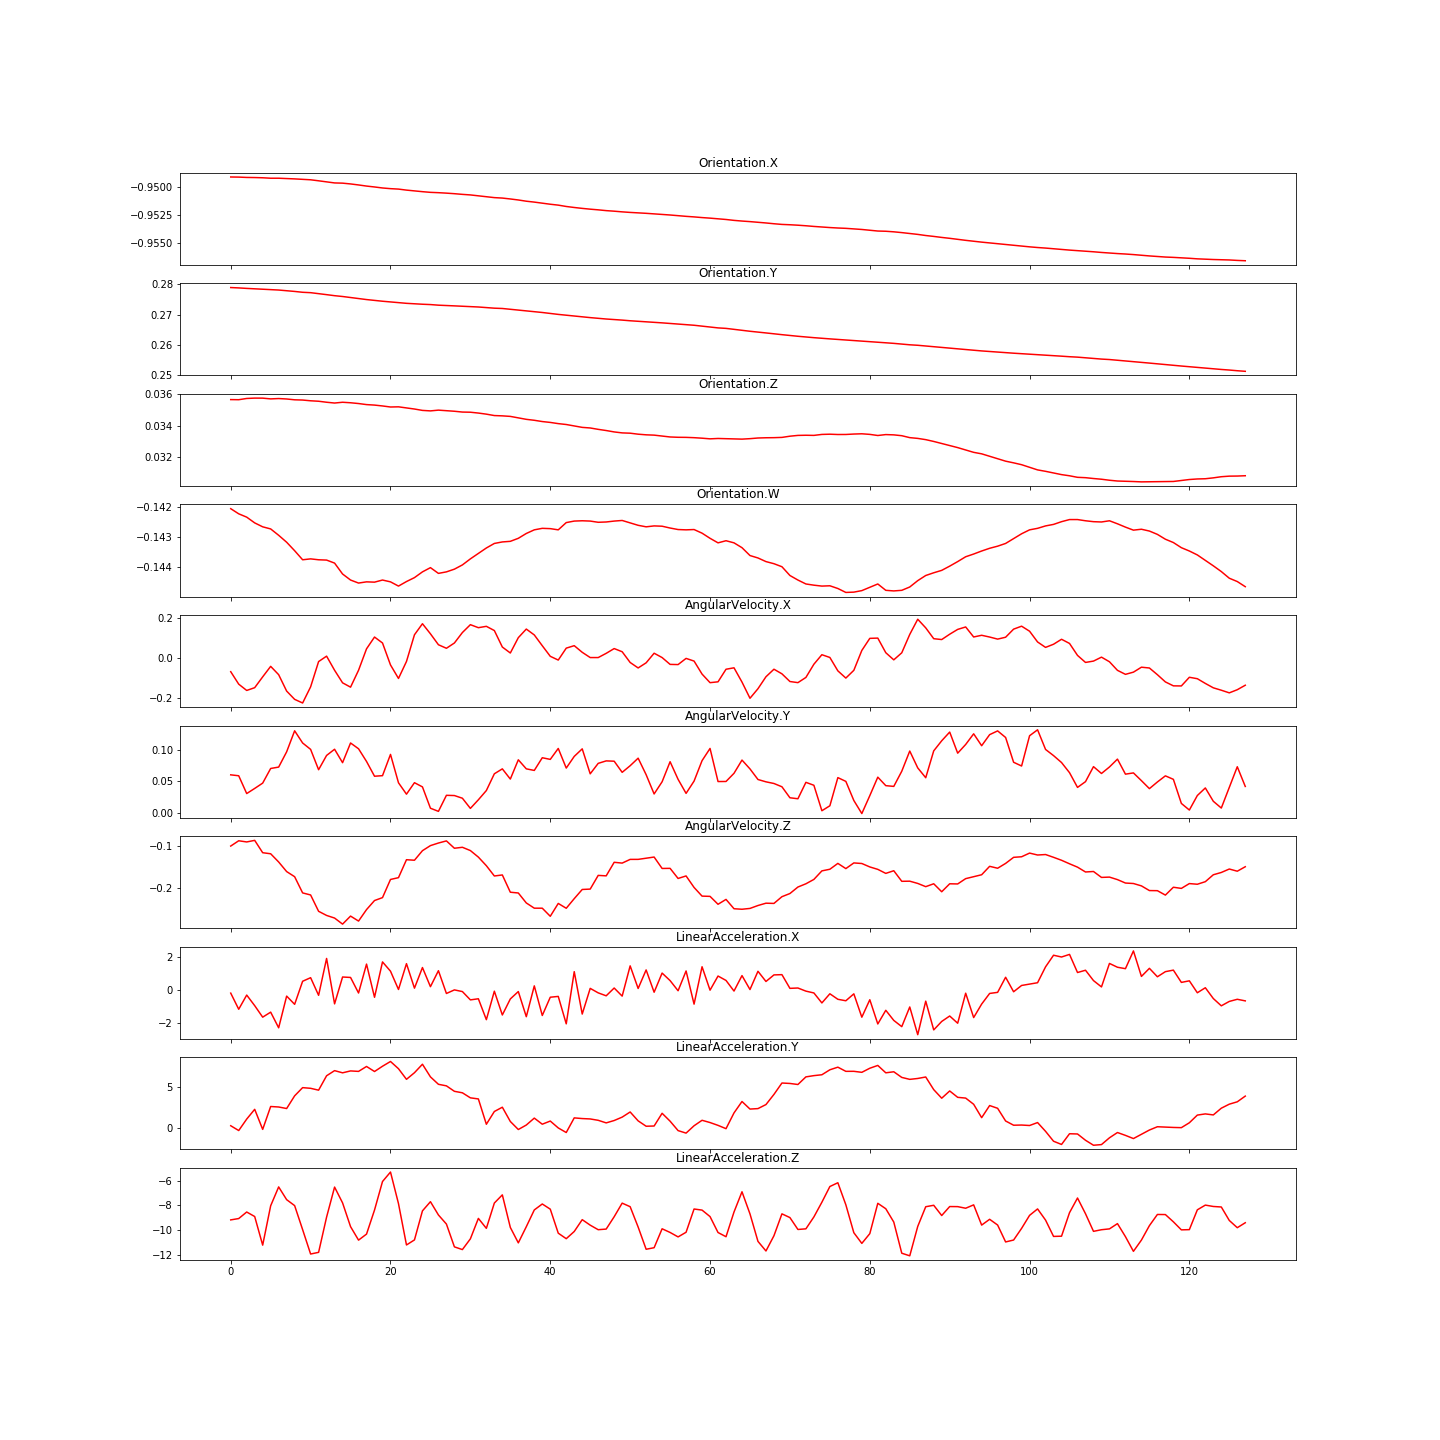 Orientation.X
−0.9500
−0.9525
−0.9550
Orientation.Y
0.28
0.27
0.26
0.25
Orientation.Z
0.036
0.034
0.032
Orientation.W
−0.142
−0.143
−0.144
AngularVelocity.X
0.2
0.0
−0.2
AngularVelocity.Y
0.10
0.05
0.00
AngularVelocity.Z
−0.1
−0.2
LinearAcceleration.X
2
0
−2
LinearAcceleration.Y
5
0
LinearAcceleration.Z
−6
−8
−10
−12
0 20 40 60 80 100 120